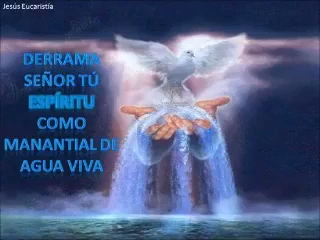 Jesús Eucaristía
DERRAMA
SEÑOR TÚ
ESPÍRITU
COMO
MANANTIAL DE
AGUA VIVA